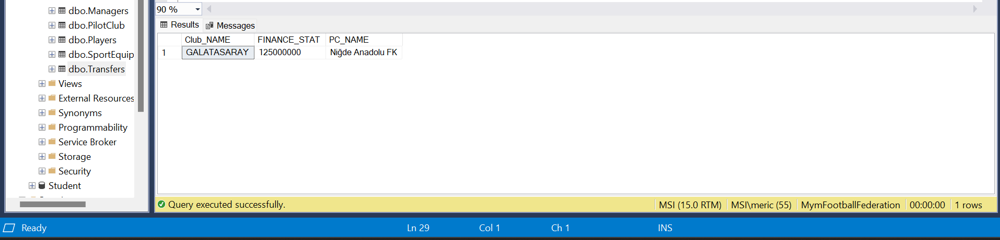 dbo.Managers
dbo.PilotClub
dbo.Players
dbo.SportEquip
dbo.Transfers
Views
External Resources
Synonyms
Programmability
Service Broker
Storage
Security
Student
90 %
Results Messages
Club_NAME FINANCE_STAT PC_NAME
1 GALATASARAY 125000000 Niğde Anadolu FK
Query executed successfully. MSI (15.0 RTM) MSI\meric (55) MymFootballFederation 00:00:00 1 rows
Ready Ln 29 Col 1 Ch 1 INS